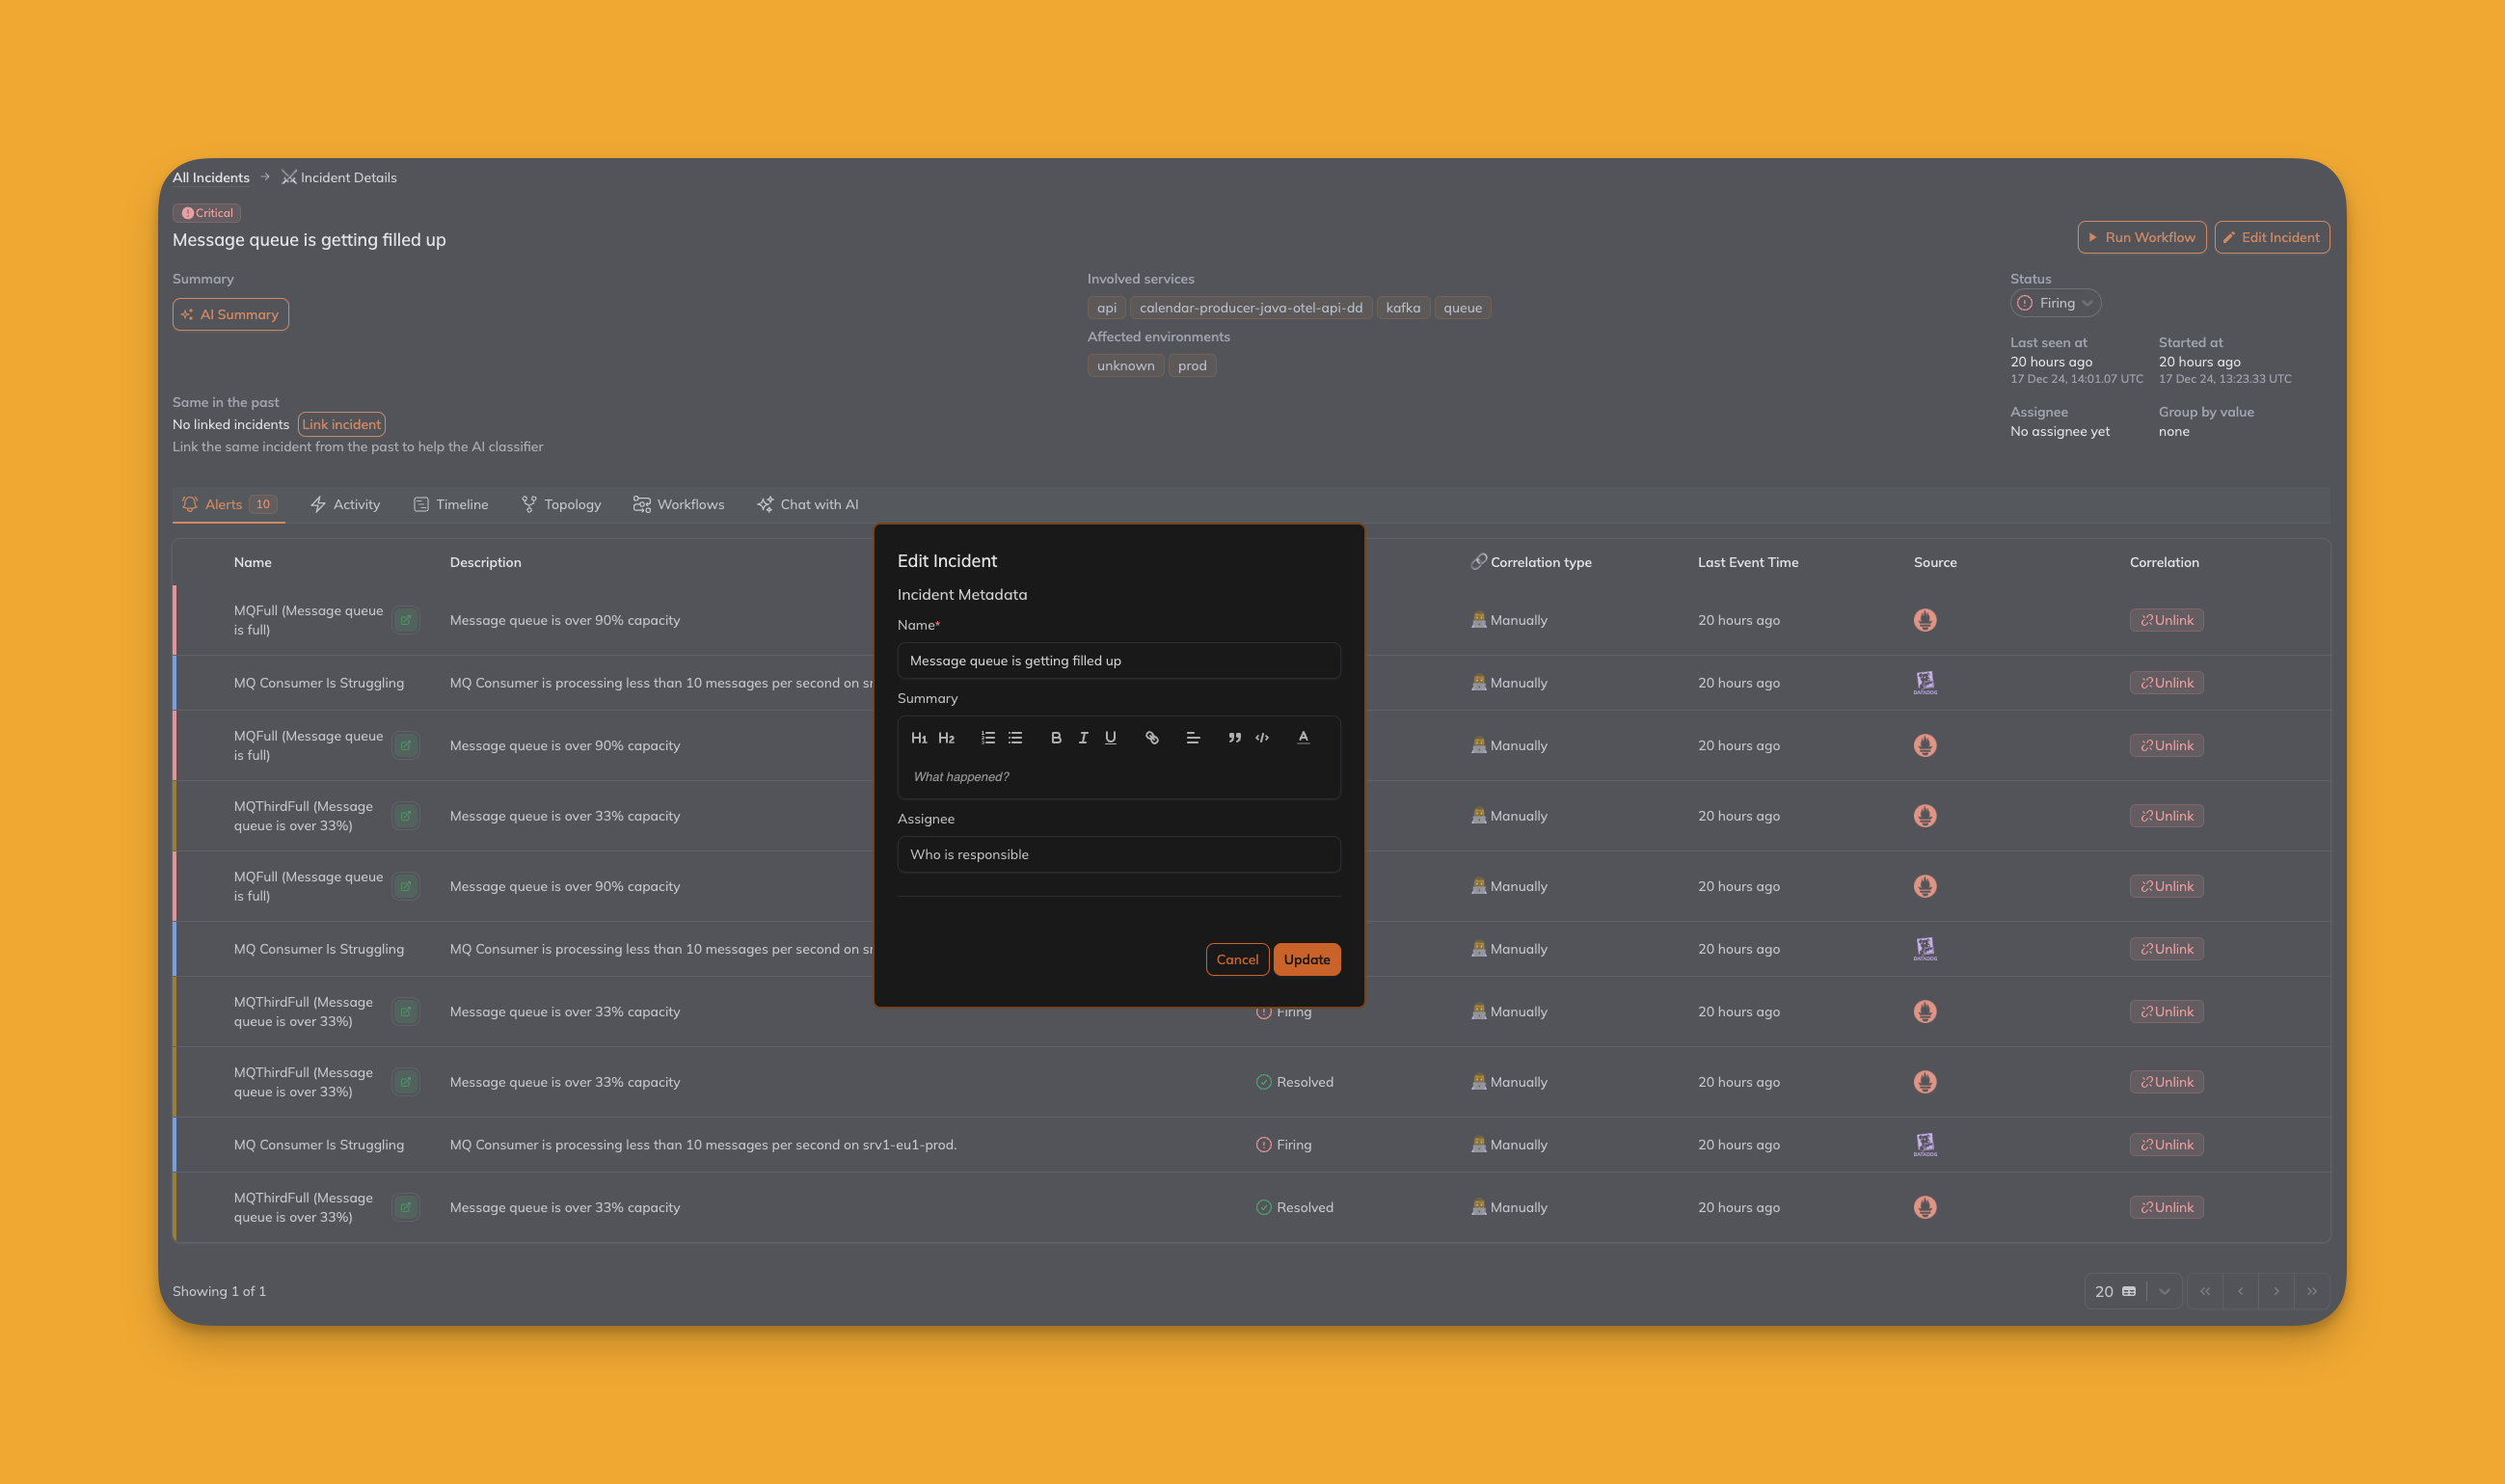 All Incidents → Incident Details
Critical
Message queue is getting filled up
Run Workflow
Edit Incident
Summary
AI Summary
Involved services
api calendar-producer-java-otel-api-dd kafka queue
Affected environments
unknown prod
Status
Firing
Last seen at Started at
20 hours ago 20 hours ago
17 Dec 24, 14:01.07 UTC 17 Dec 24, 13:23.33 UTC
Assignee Group by value
No assignee yet none
Same in the past
No linked incidents Link incident
Link the same incident from the past to help the AI classifier
Alerts 10 Activity Timeline Topology Workflows Chat with AI
Name Description Correlation type Last Event Time Source Correlation
MQFull (Message queue
is full) Message queue is over 90% capacity Manually 20 hours ago Unlink
MQ Consumer Is Struggling MQ Consumer is processing less than 10 messages per second on Manually 20 hours ago DATADOG Unlink
MQFull (Message queue
is full) Message queue is over 90% capacity Manually 20 hours ago Unlink
MQThirdFull (Message
queue is over 33%) Message queue is over 33% capacity Manually 20 hours ago Unlink
MQFull (Message queue
is full) Message queue is over 90% capacity Manually 20 hours ago Unlink
MQ Consumer Is Struggling MQ Consumer is processing less than 10 messages per second on Manually 20 hours ago DATADOG Unlink
MQThirdFull (Message
queue is over 33%) Message queue is over 33% capacity Firing Manually 20 hours ago Unlink
MQThirdFull (Message
queue is over 33%) Message queue is over 33% capacity Resolved Manually 20 hours ago Unlink
MQ Consumer Is Struggling MQ Consumer is processing less than 10 messages per second on srv1-eu1-prod. Firing Manually 20 hours ago DATADOG Unlink
MQThirdFull (Message
queue is over 33%) Message queue is over 33% capacity Resolved Manually 20 hours ago Unlink
Showing 1 of 1
20
Edit Incident
Incident Metadata
Name*
Message queue is getting filled up
Summary
H1 H2 B I U A
What happened?
Assignee
Who is responsible
Cancel Update